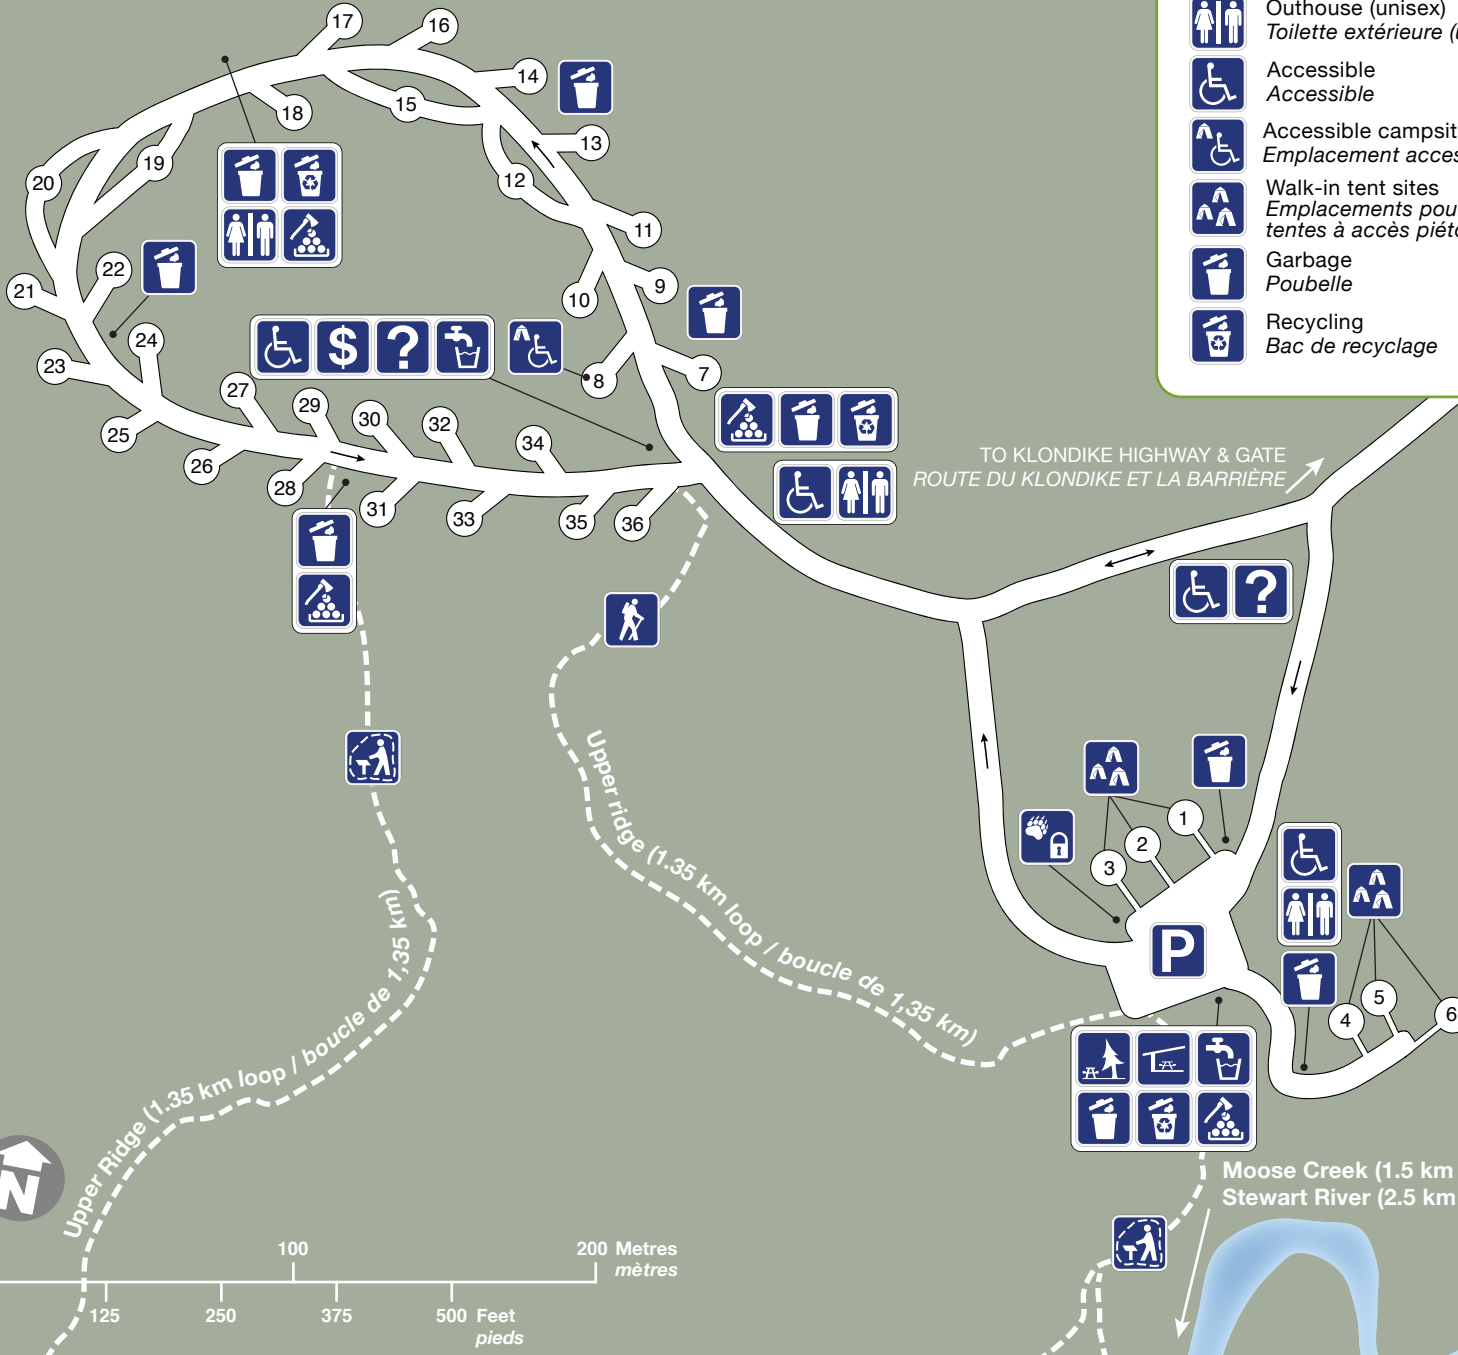 Outhouse (unisex)
Toilette extérieure (
Accessible
Accessible
Accessible campsit
Emplacement acces
Walk-in tent sites
Emplacements pou
tentes à accès piéto
Garbage
Poubelle
Recycling
Bac de recyclage
17
16
14
15
18
13
19
12
20
11
22
21
9
10
24
23
8
7
27
29
30
32
25
34
26
28
31
33
35
36
$
?
TO KLONDIKE HIGHWAY & GATE
ROUTE DU KLONDIKE ET LA BARRIÈRE
?
1
2
3
P
4
5
6
Upper ridge (1.35 km loop / boucle de 1,35 km)
Upper Ridge (1.35 km loop / boucle de 1,35 km)
Moose Creek (1.5 km
Stewart River (2.5 km
N
100
200 Metres
mètres
125
250
375
500 Feet
pieds